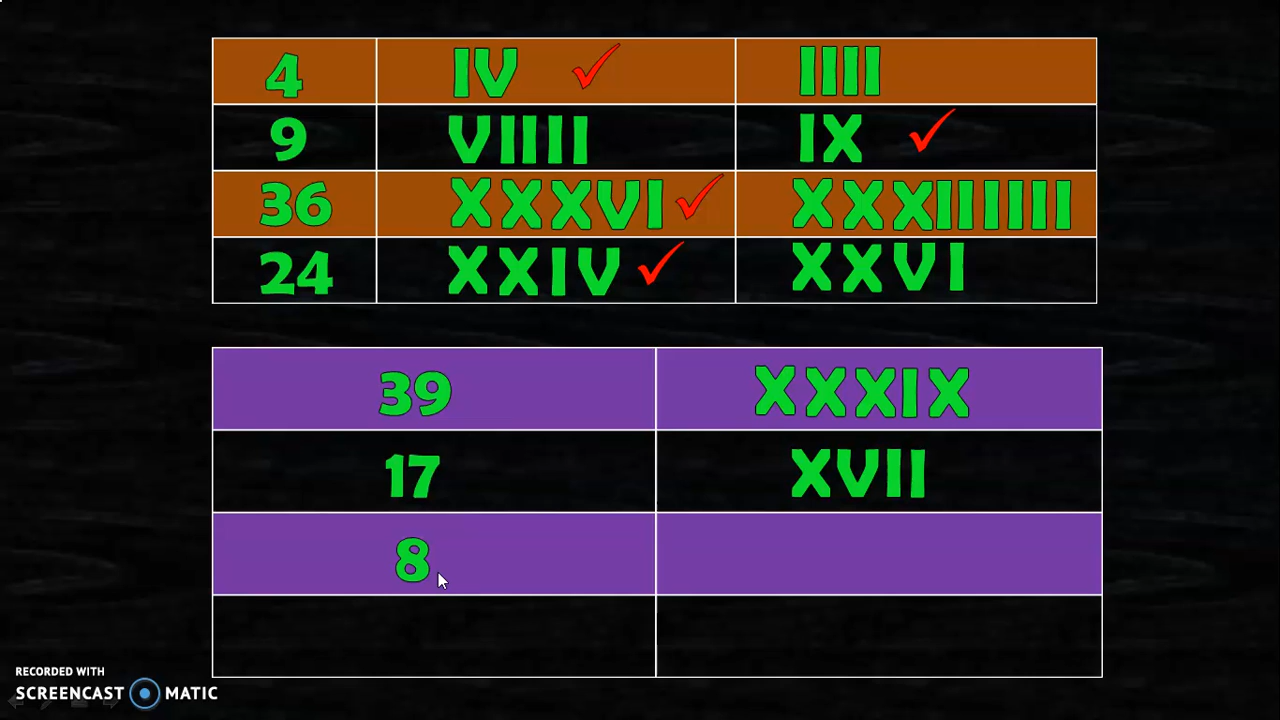 4 IV ✓ IIII
9 VIIII IX ✓
36 XXXVI ✓ XXXIIIIII
24 XXIV ✓ XXVI
39 XXXIX
17 XVII
8
RECORDED WITH
SCREENCAST MATIC